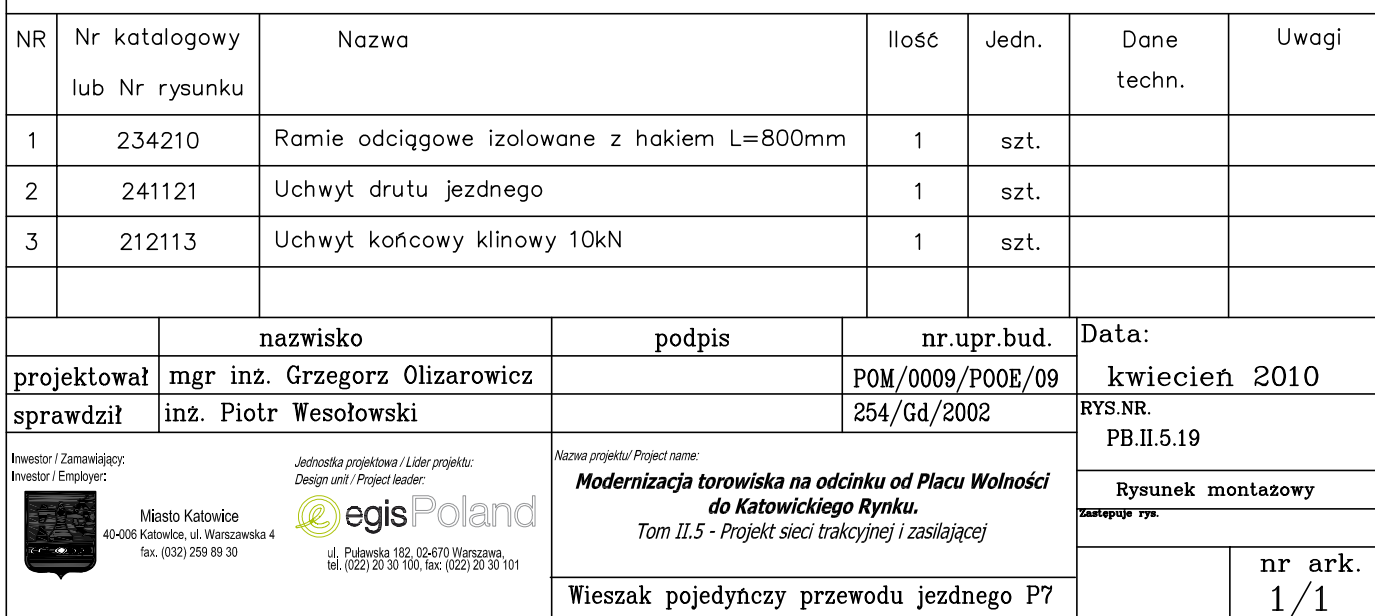 NR Nr katalogowy Nazwa Ilość Jedn. Dane Uwagi
lub Nr rysunku techn.
1 234210 Ramie odciągowe izolowane z hakiem L=800mm 1 szt.
2 241121 Uchwyt drutu jezdnego 1 szt.
3 212113 Uchwyt końcowy klinowy 10kN 1 szt.
nazwisko podpis nr.upr.bud. Data:
projektował mgr inż. Grzegorz Olizarowicz POM/0009/POOE/09 kwiecień 2010
sprawdził inż. Piotr Wesołowski 254/Gd/2002 RYS.NR.
PB.II.5.19
Inwestor / Zamawiający:
Investor / Employer:
Miasto Katowice
40-006 Katowice, ul. Warszawska 4
fax. (032) 259 89 30
Jednostka projektowa / Lider projektu:
Design unit / Project leader:
egis Poland
ul. Puławska 182, 02-670 Warszawa,
tel. (022) 20 30 100, fax: (022) 20 30 101
Nazwa projektu/ Project name:
Modernizacja torowiska na odcinku od Placu Wolności
do Katowickiego Rynku.
Tom II.5 - Projekt sieci trakcyjnej i zasilającej
Wieszak pojedyńczy przewodu jezdnego P7
Rysunek montażowy
Zastępuje rys.
nr ark.
1/1